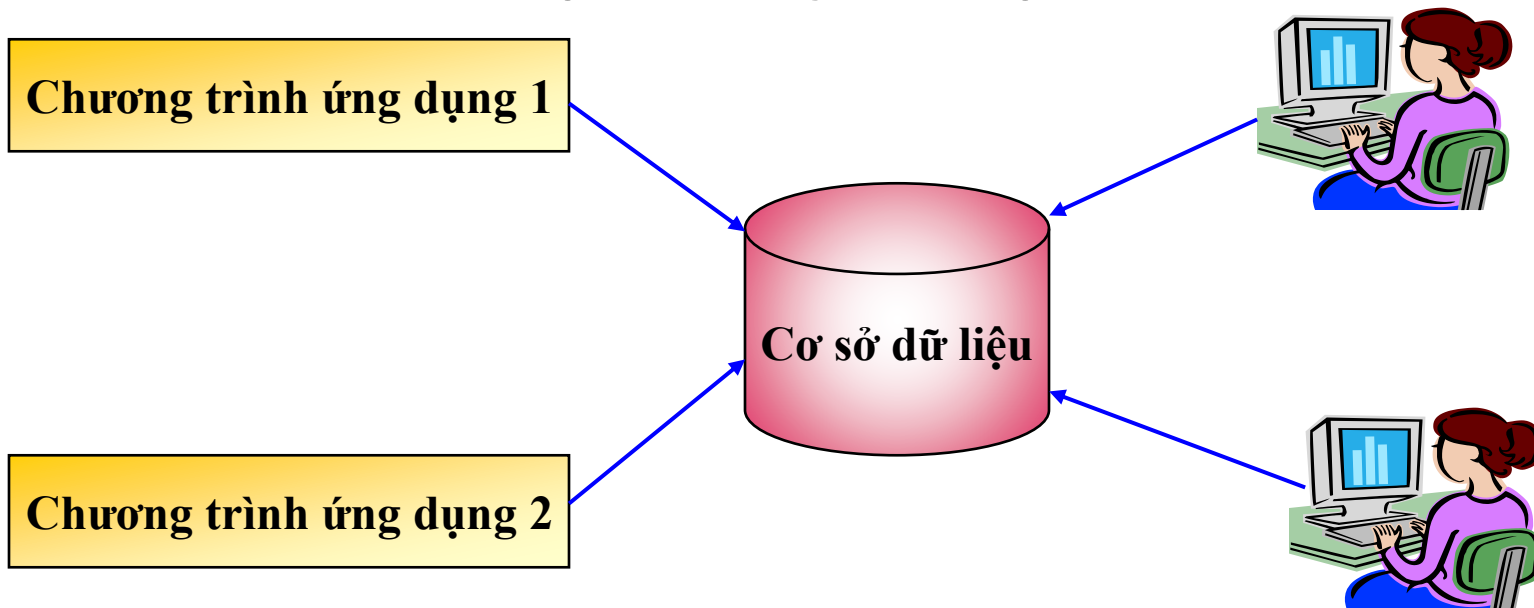 Chương trình ứng dụng 1
Cơ sở dữ liệu
Chương trình ứng dụng 2